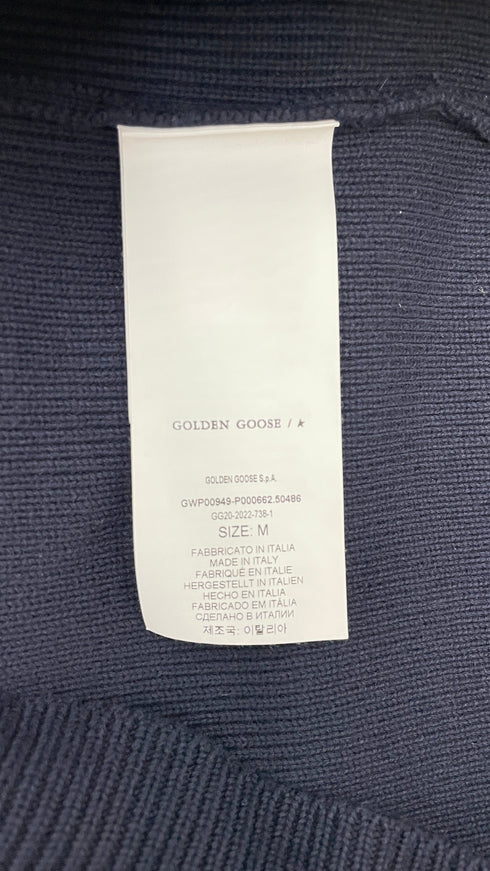 GOLDEN GOOSE / ★
GOLDEN GOOSE S.p.A.
GWP00949-P000662.50486
GG20-2022-738-1
SIZE: M
FABBRICATO IN ITALIA
MADE IN ITALY
FABRIQUÉ EN ITALIE
HERGESTELLT IN ITALIEN
HECHO EN ITALIA
FABRICADO EM ITÁLIA
СДЕЛАНО В ИТАЛИИ
제조국: 이탈리아